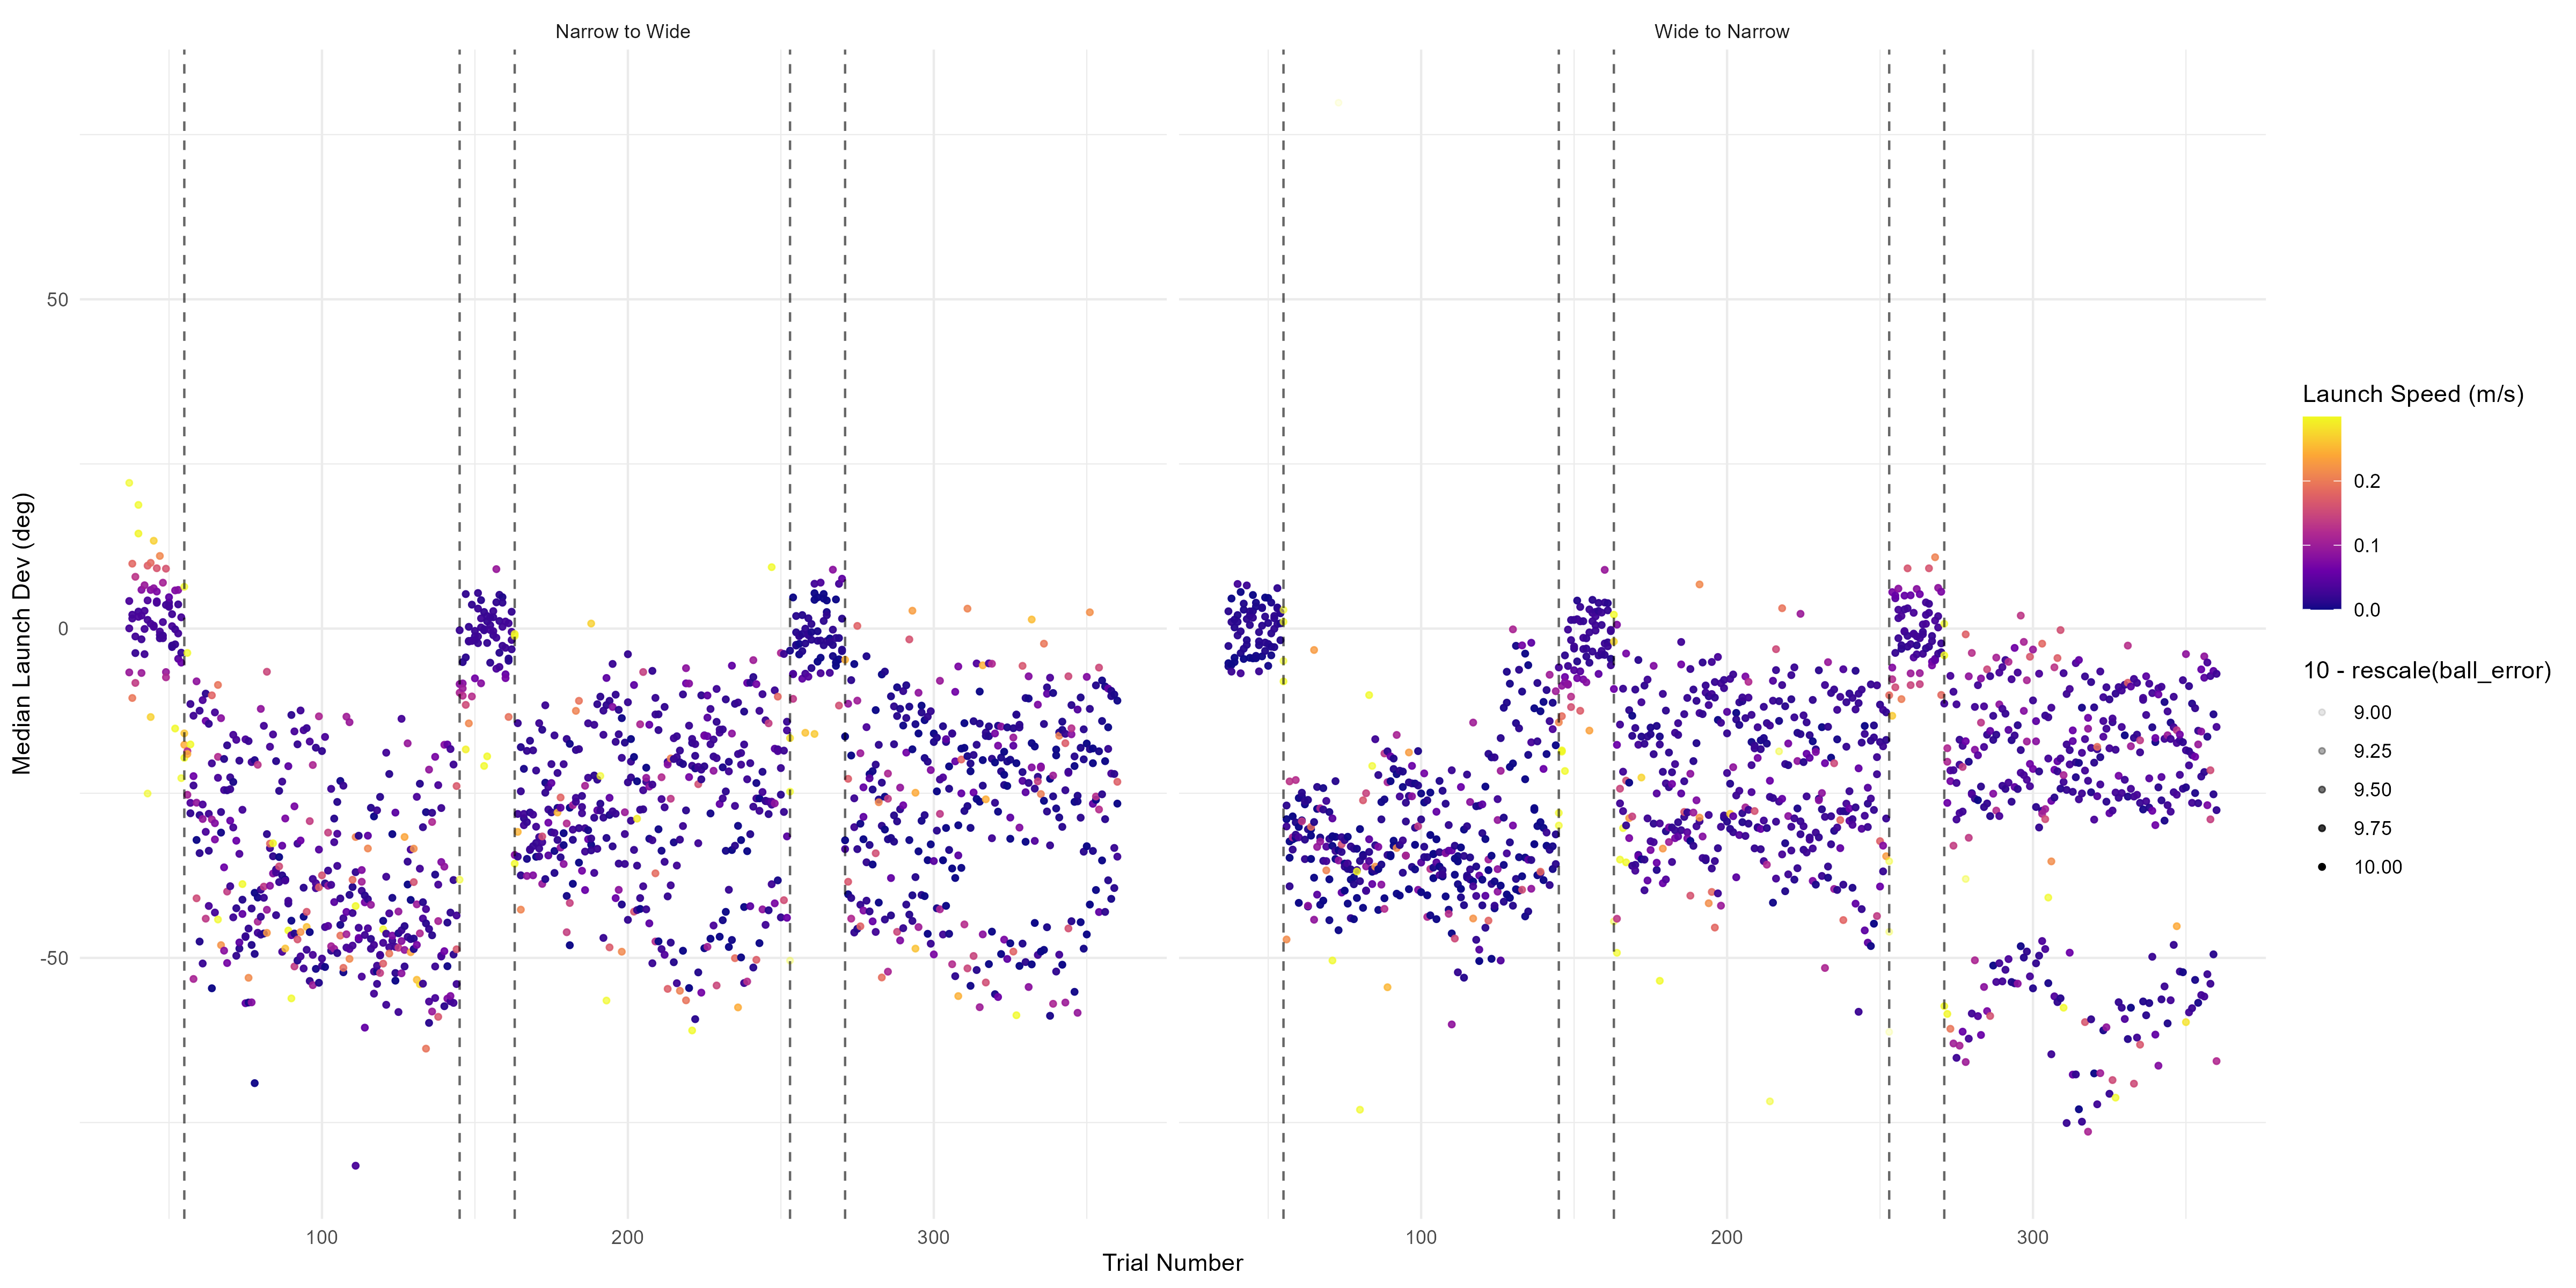 Narrow to Wide
Wide to Narrow
50
0
-50
Median Launch Dev (deg)
100
200
300
100
200
300
Trial Number
Launch Speed (m/s)
0.2
0.1
0.0
10 - rescale(ball_error)
9.00
9.25
9.50
9.75
10.00